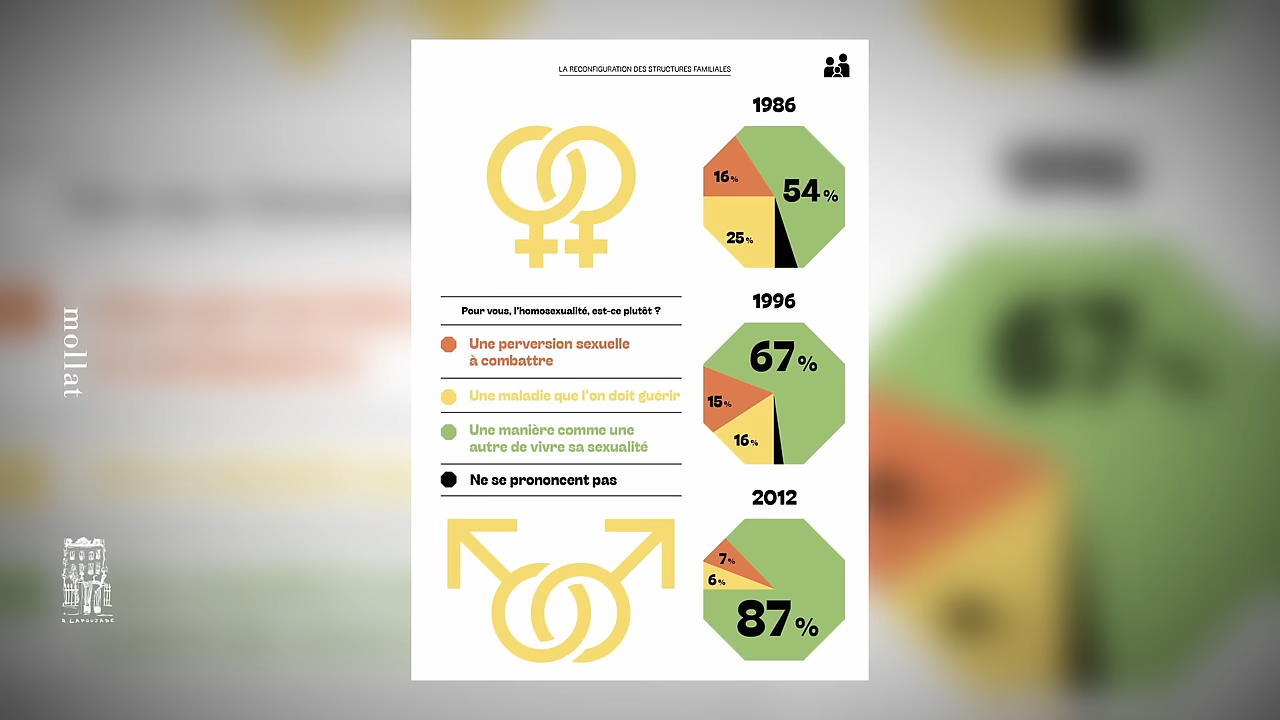 LA RECONFIGURATION DES STRUCTURES FAMILIALES
1986
16%
54%
25%
Pour vous, l'homosexualité, est-ce plutôt ?
Une perversion sexuelle
à combattre
Une maladie que l'on doit guérir
Une manière comme une
autre de vivre sa sexualité
Ne se prononcent pas
1996
67%
15%
16%
2012
7%
6%
87%
mollat
R. LAPOUJADE